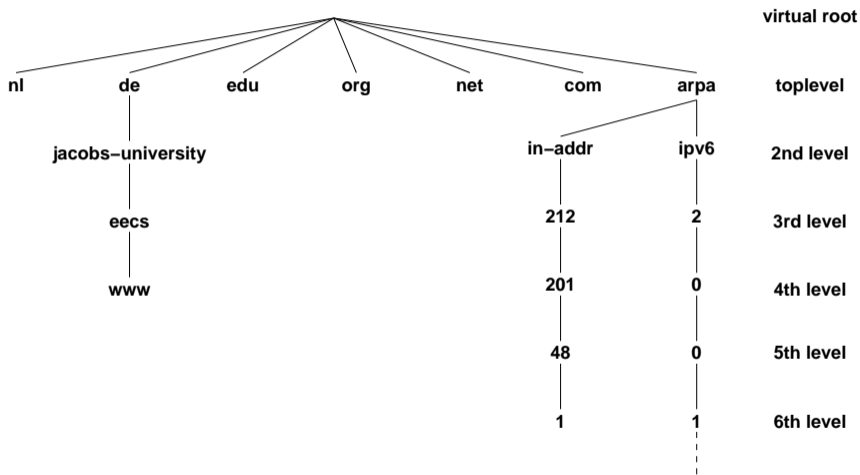 virtual root
nl de edu org net com arpa toplevel
jacobs−university in−addr ipv6 2nd level
eecs 212 2 3rd level
www 201 0 4th level
48 0 5th level
1 1 6th level